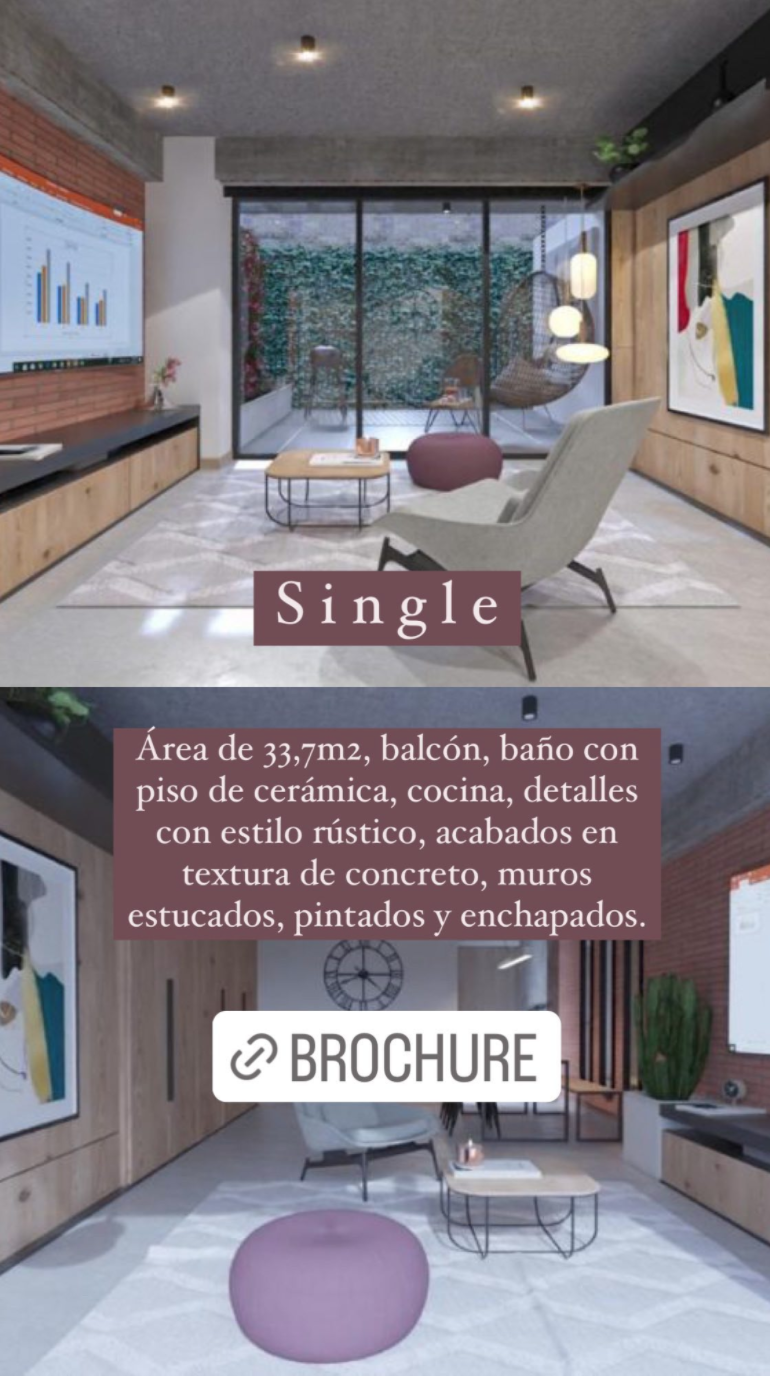 Single
Área de 33,7m2, balcón, baño con
piso de cerámica, cocina, detalles
con estilo rústico, acabados en
textura de concreto, muros
estucados, pintados y enchapados.
BROCHURE